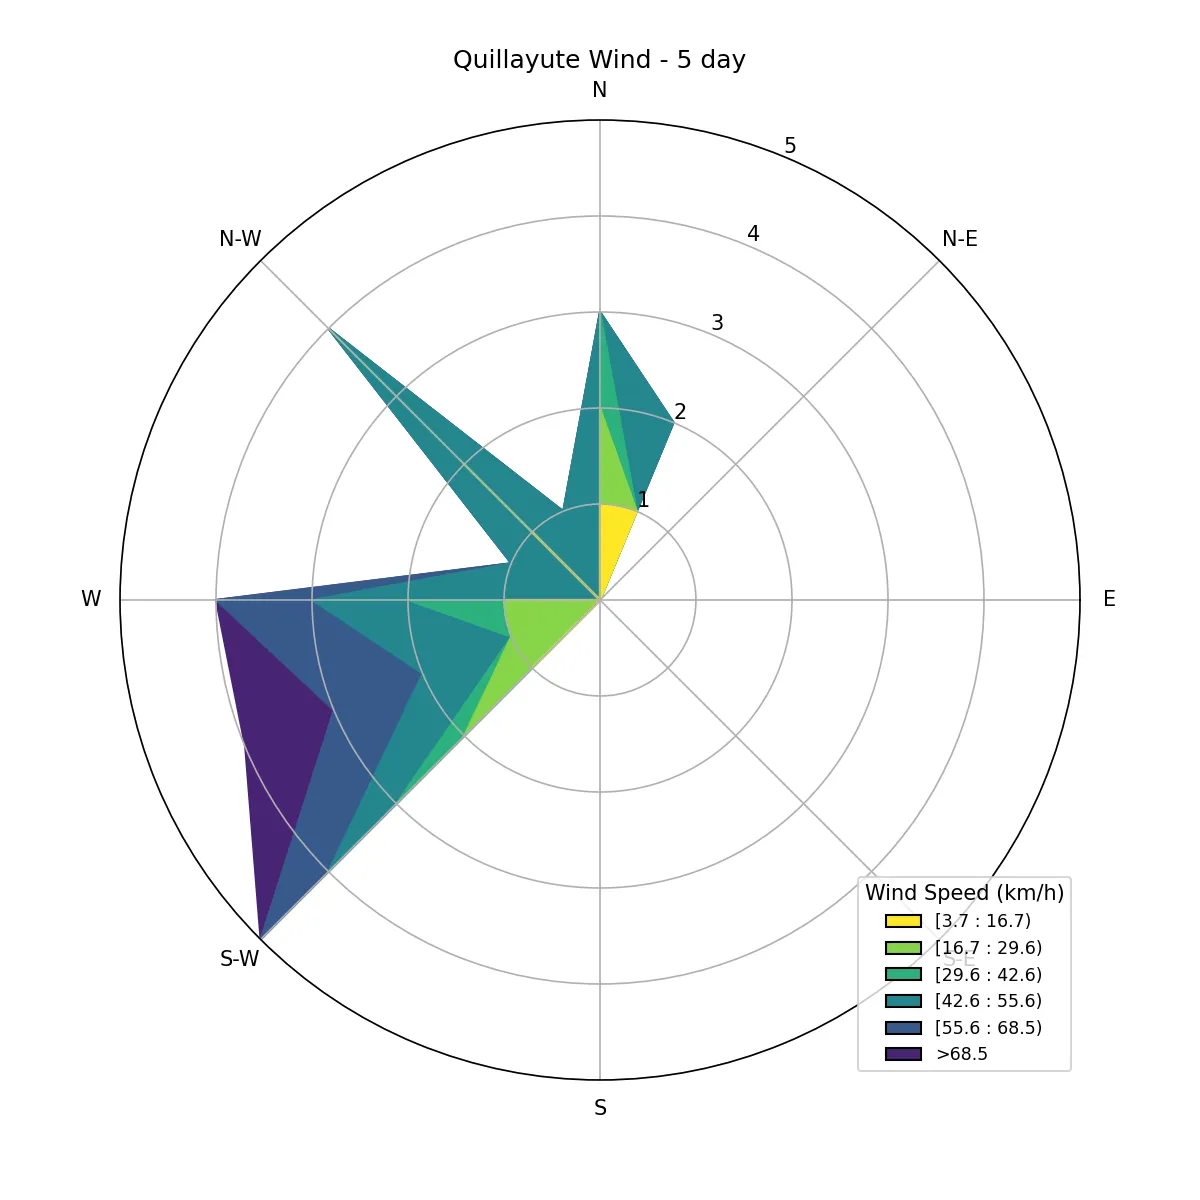 Quillayute Wind - 5 day
N
5
N-W
N-E
4
3
2
1
W
E
Wind Speed (km/h)
[3.7 : 16.7)
[16.7 : 29.6)
S-W
S-E
[29.6 : 42.6)
[42.6 : 55.6)
[55.6 : 68.5)
>68.5
S